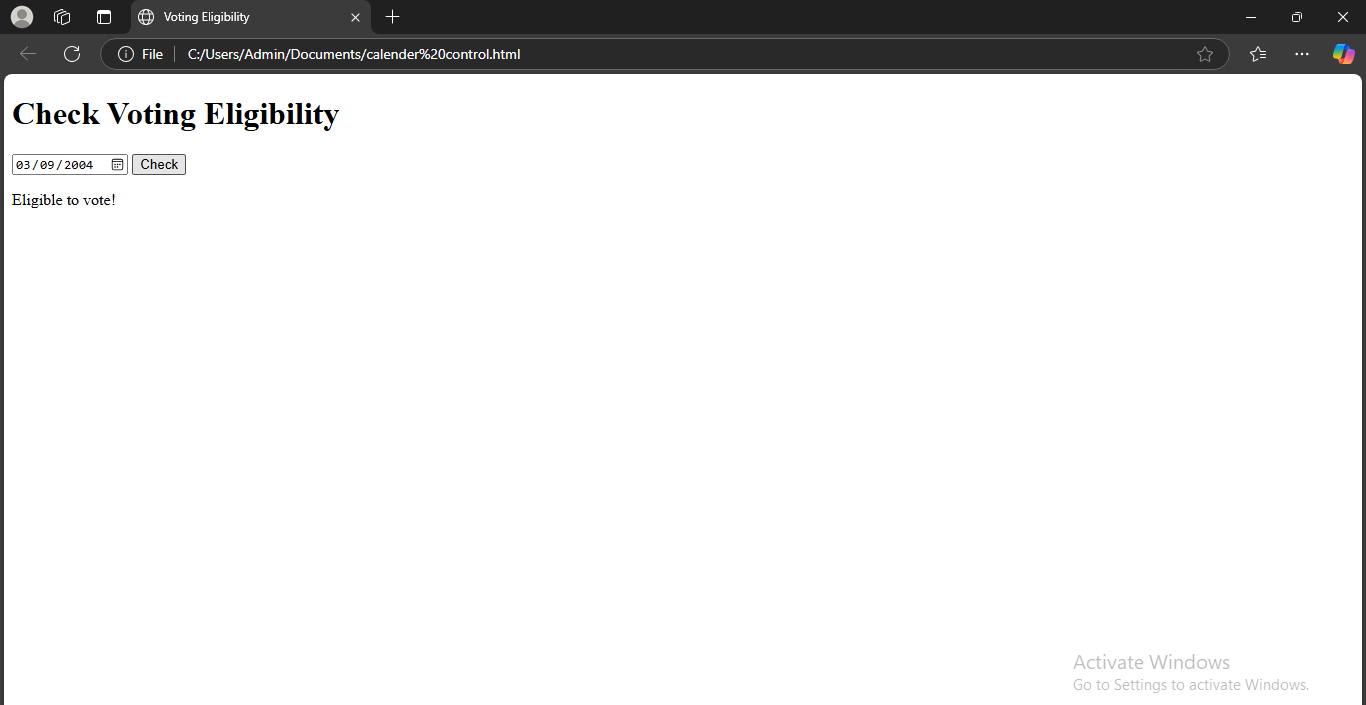 Voting Eligibility
File C:/Users/Admin/Documents/calender%20control.html
Check Voting Eligibility
03/09/2004 Check
Eligible to vote!
Activate Windows
Go to Settings to activate Windows.